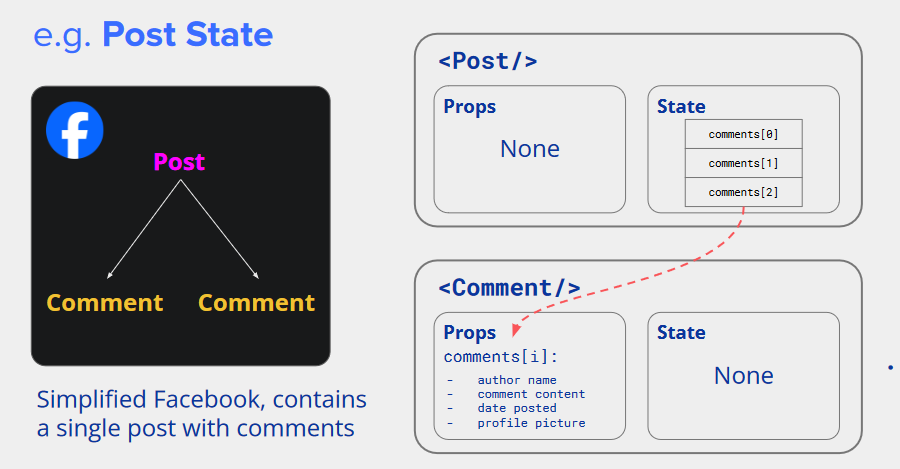 e.g. Post State
Post
Comment Comment
Simplified Facebook, contains
a single post with comments
<Post/>
Props
None
State
comments[0]
comments[1]
comments[2]
<Comment/>
Props
comments[i]:
- author name
- comment content
- date posted
- profile picture
State
None